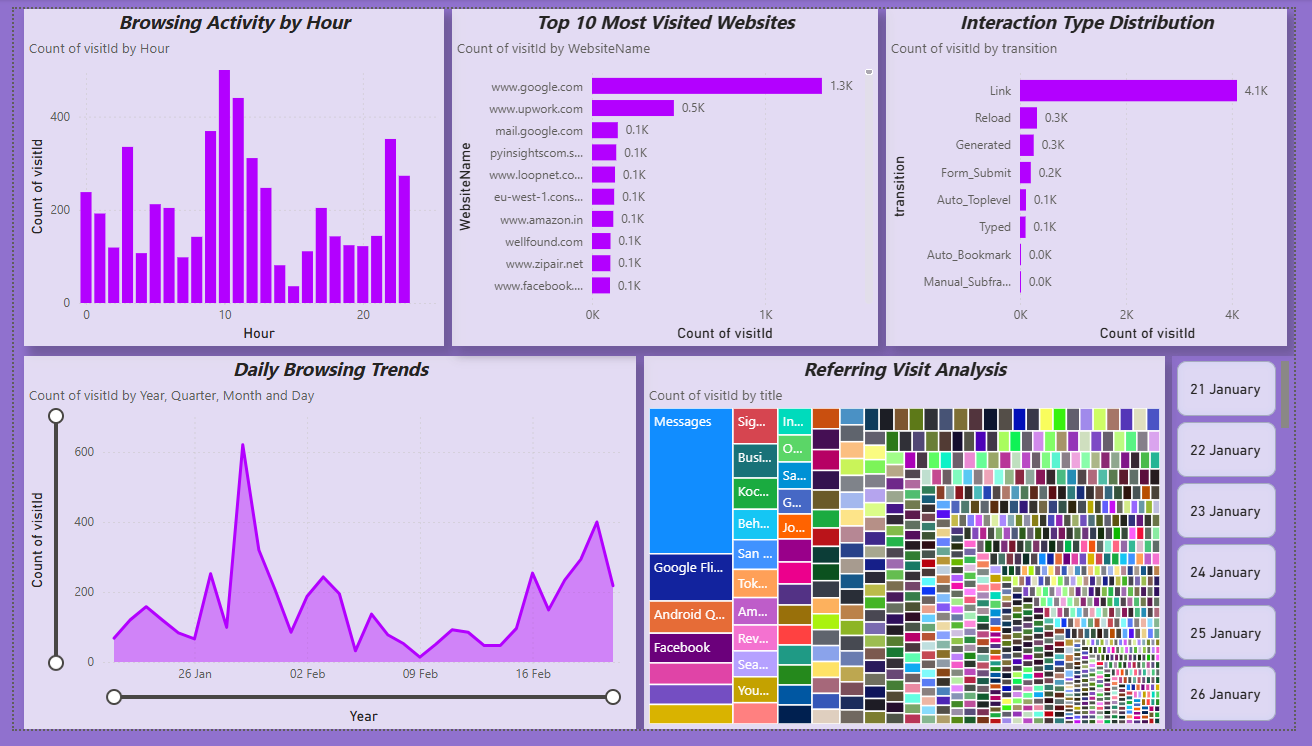 Browsing Activity by Hour
Count of visitId by Hour
Count of visitId
400
200
0
0 10 20
Hour
Top 10 Most Visited Websites
Count of visitId by WebsiteName
WebsiteName
www.google.com 1.3K
www.upwork.com 0.5K
mail.google.com 0.1K
pyinsightscom.s... 0.1K
www.loopnet.co... 0.1K
eu-west-1.cons... 0.1K
www.amazon.in 0.1K
wellfound.com 0.1K
www.zipair.net 0.1K
www.facebook.... 0.1K
0K 1K
Count of visitId
Interaction Type Distribution
Count of visitId by transition
transition
Link 4.1K
Reload 0.3K
Generated 0.3K
Form_Submit 0.2K
Auto_Toplevel 0.1K
Typed 0.1K
Auto_Bookmark 0.0K
Manual_Subfra... 0.0K
0K 2K 4K
Count of visitId
Daily Browsing Trends
Count of visitId by Year, Quarter, Month and Day
Count of visitId
600
400
200
0
26 Jan 02 Feb 09 Feb 16 Feb
Year
Referring Visit Analysis
Count of visitId by title
Messages
Google Fli...
Android Q...
Facebook
Sig...
Busi...
Koc...
Beh...
San ...
Tok...
Am...
Rev...
Sea...
You...
In...
O...
Sa...
G...
Jo...
21 January
22 January
23 January
24 January
25 January
26 January